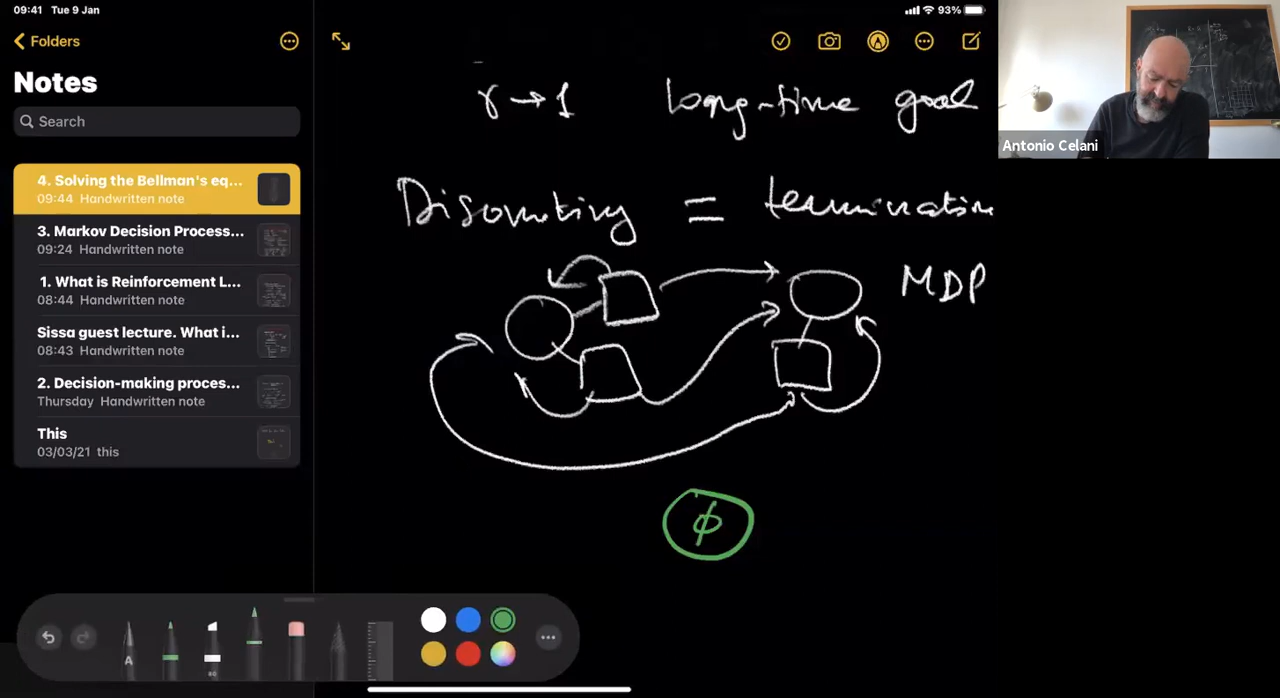 09:41 Tue 9 Jan
93%
Folders
Notes
Search
4. Solving the Bellman's eq...
09:44 Handwritten note
3. Markov Decision Process...
09:24 Handwritten note
1. What is Reinforcement L...
08:44 Handwritten note
Sissa guest lecture. What i...
08:43 Handwritten note
2. Decision-making proces...
Thursday Handwritten note
This
03/03/21 this
γ → 1 long-time goal
Discounting = termination
MDP
ϕ
Antonio Celani
A